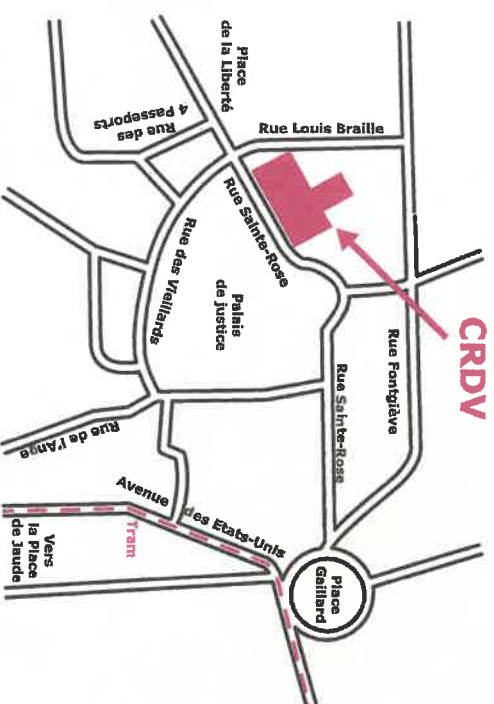 CRDV
Rue Fontgiève
Rue Louis Braille
Place
de la Liberté
Rue des
4 Passeports
Rue Sainte-Rose
Palais
de justice
Rue des Vieillards
Rue Sainte-Rose
Place
Gaillard
Avenue des Etats-Unis
Tram
Rue de l'Ange
Vers
la Place
de Jaude